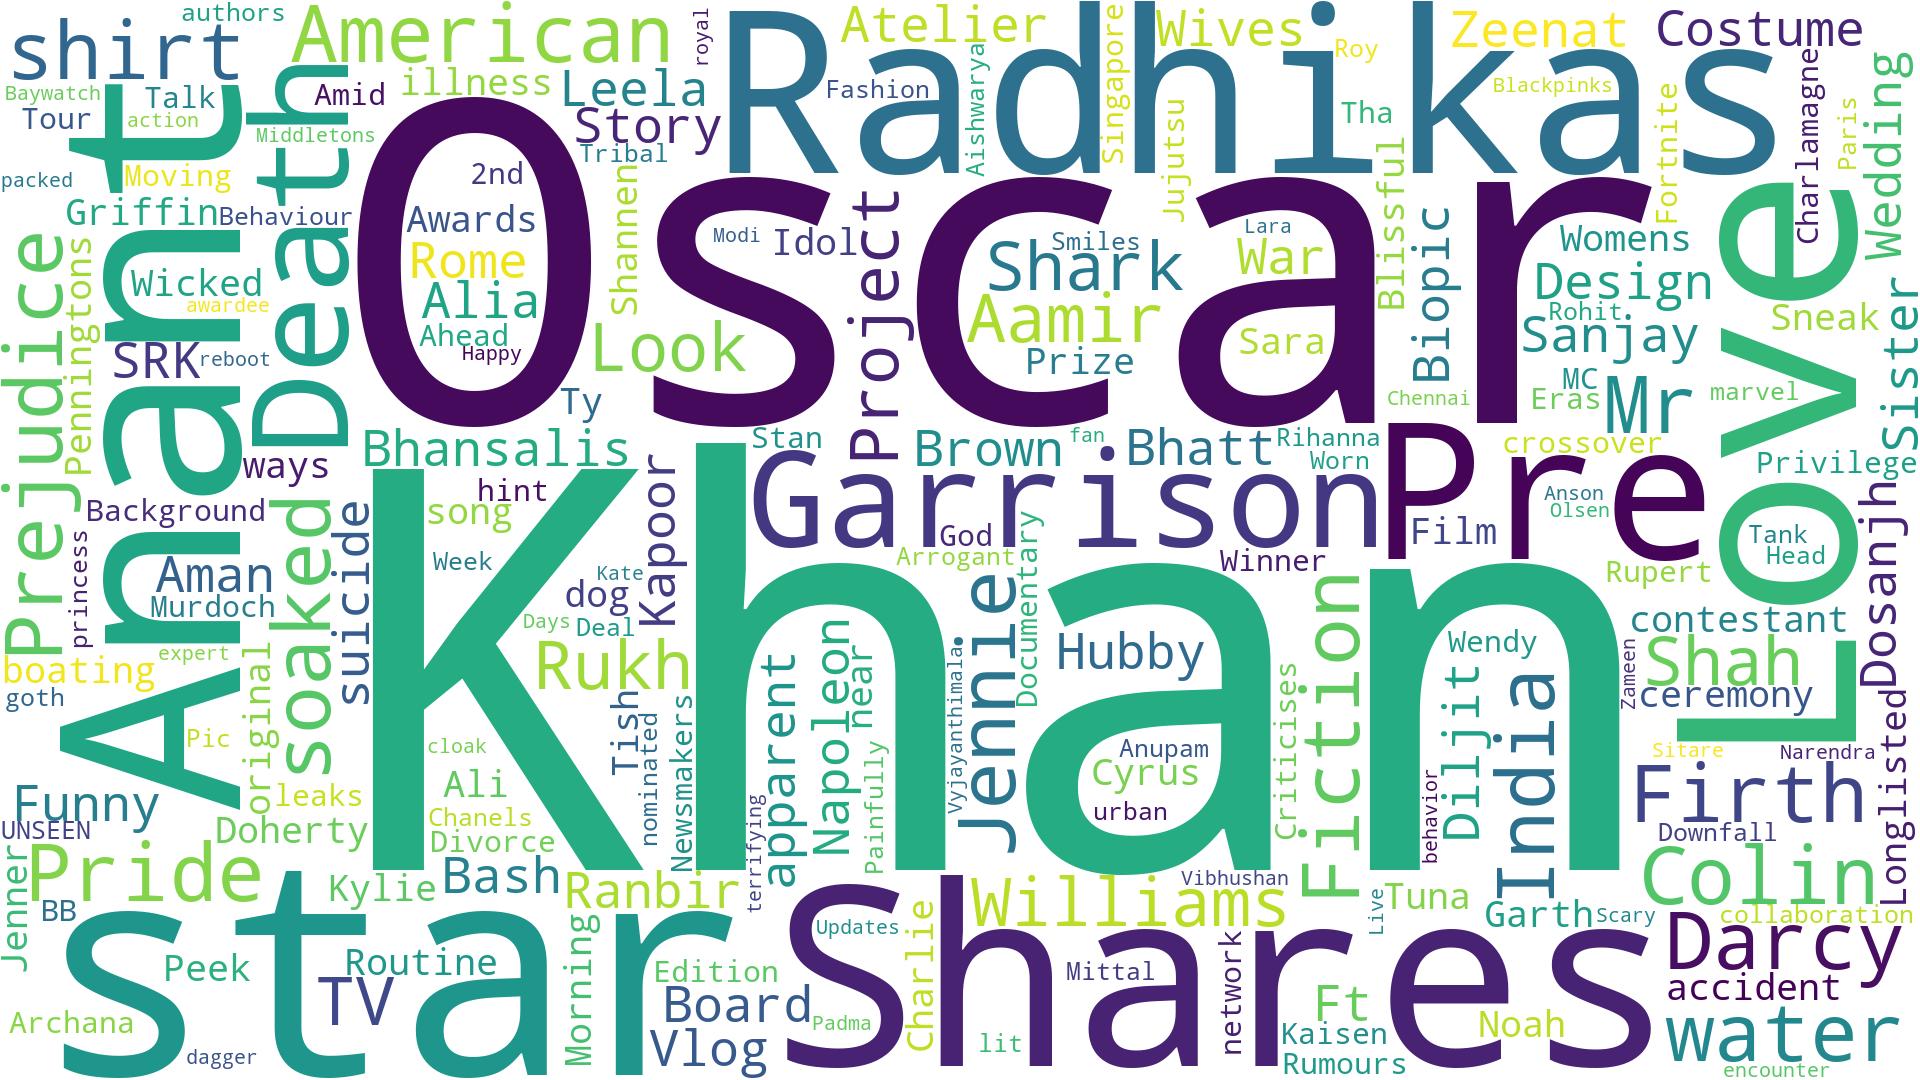 authors
American
Radhikas
Atelier
Wives
Zeenat
Costume
shirt
royal
Aishwarya
Singapore
Roy
Blackpinks
Charlamagne
Wedding
Baywatch
Talk
Amid
illness
Leela
Fashion
Tour
action
Middletons
Story
Tribal
Tha
Fortnite
Paris
Jujutsu
packed
Moving
2nd
Shannen
Blissful
Griffin
Behaviour
Awards
Oscar
Modi
Idol
Project
Smiles
Lara
Womens
Rome
Shark
War
Biopic
Design
Love
Prejudice
Penningtons
Anant
Death
Wicked
awardee
Alia
Ahead
Happy
Aamir
Prize
Sara
Rohit
Sanjay
Sneak
Sister
SRK
reboot
Look
Chennai
MC
Eras
Mr
marvel
Ty
Bhansalis
Stan
Brown
fan
Bhatt
Rihanna
Worn
crossover
Privilege
ways
hint
Kapoor
Garrison
Pre
Anson
Olsen
Background
soaked
suicide
song
God
Arrogant
Documentary
Winner
Film
Tank
Head
Dosanjh
princess
Aman
Murdoch
Week
Kate
dog
Days
Deal
Rupert
contestant
boating
expert
goth
original
Khan
Rukh
Jennie
Hubby
Fiction
Wendy
Shah
Zameen
ceremony
Pic
cloak
Tish
nominated
Newsmakers
apparent
Napoleon
near
Painfully
Vyjayanthimala
Anupam
Cyrus
urban
Criticises
behavior
Diljit
India
Sitare
Narendra
Longlisted
Funny
leaks
Ali
Chanels
Divorce
UNSEEN
Doherty
terrifying
Firth
Downfall
Jenner
Pride
Kylie
Bash
Ranbir
Williams
Vibhushan
Live
Tuna
Garth
Scary
Colin
collaboration
BB
star
Shares
Updates
Charlie
Darcy
Peek
Routine
Morning
Edition
Mittal
network
accident
TV
Board
Ft
Archana
Padma
Noah
water
dagger
Vlog
lit
Kaisen
Rumours
encounter